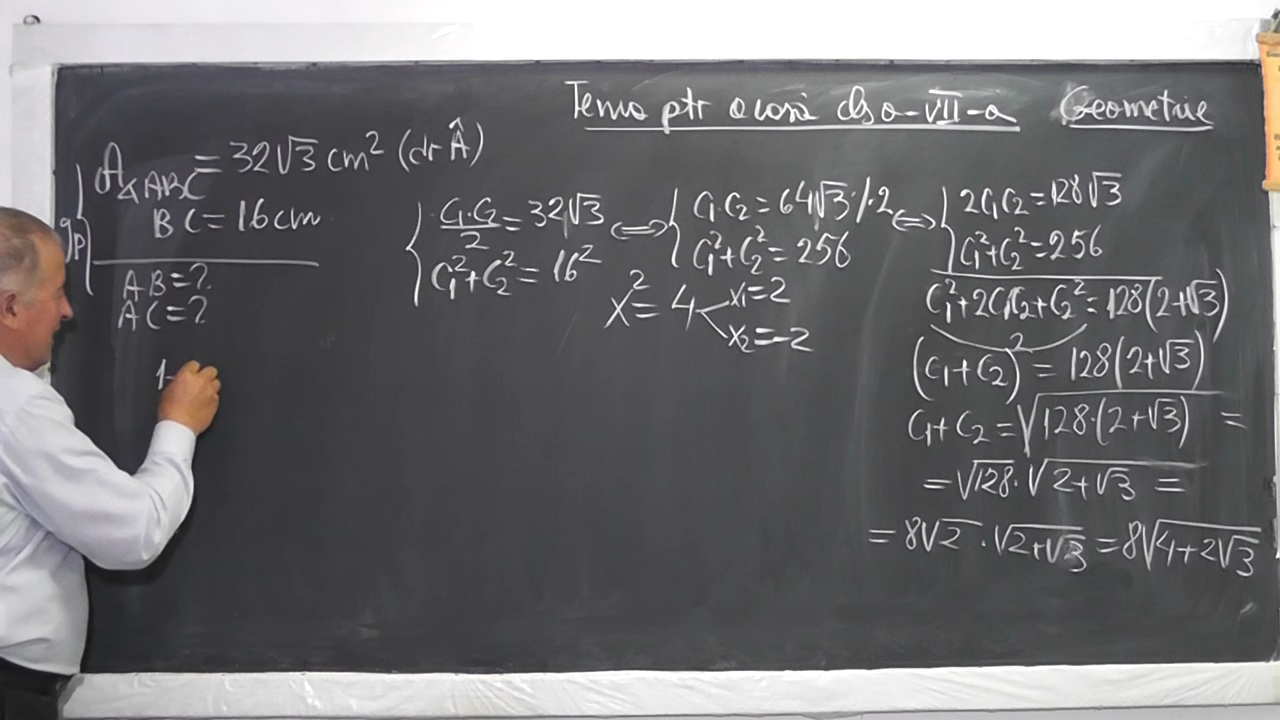 Tema ptr acasă cls a-VII-a Geometrie
A∡ABC = 32√3 cm² (dr Â)
BC = 16 cm
gp
AB = ?
AC = ?
{ C₁·C₂/2 = 32√3 ⟺ { C₁·C₂ = 64√3 /·2 ⟺ { 2C₁C₂ = 128√3
C₁² + C₂² = 16² C₁² + C₂² = 256 C₁² + C₂² = 256
x² = 4 < x₁ = 2
x₂ = -2
C₁² + 2C₁C₂ + C₂² = 128(2+√3)
(C₁ + C₂)² = 128(2+√3)
C₁ + C₂ = √(128·(2+√3)) =
= √128 · √(2+√3) =
= 8√2 · √(2+√3) = 8√(4+2√3)